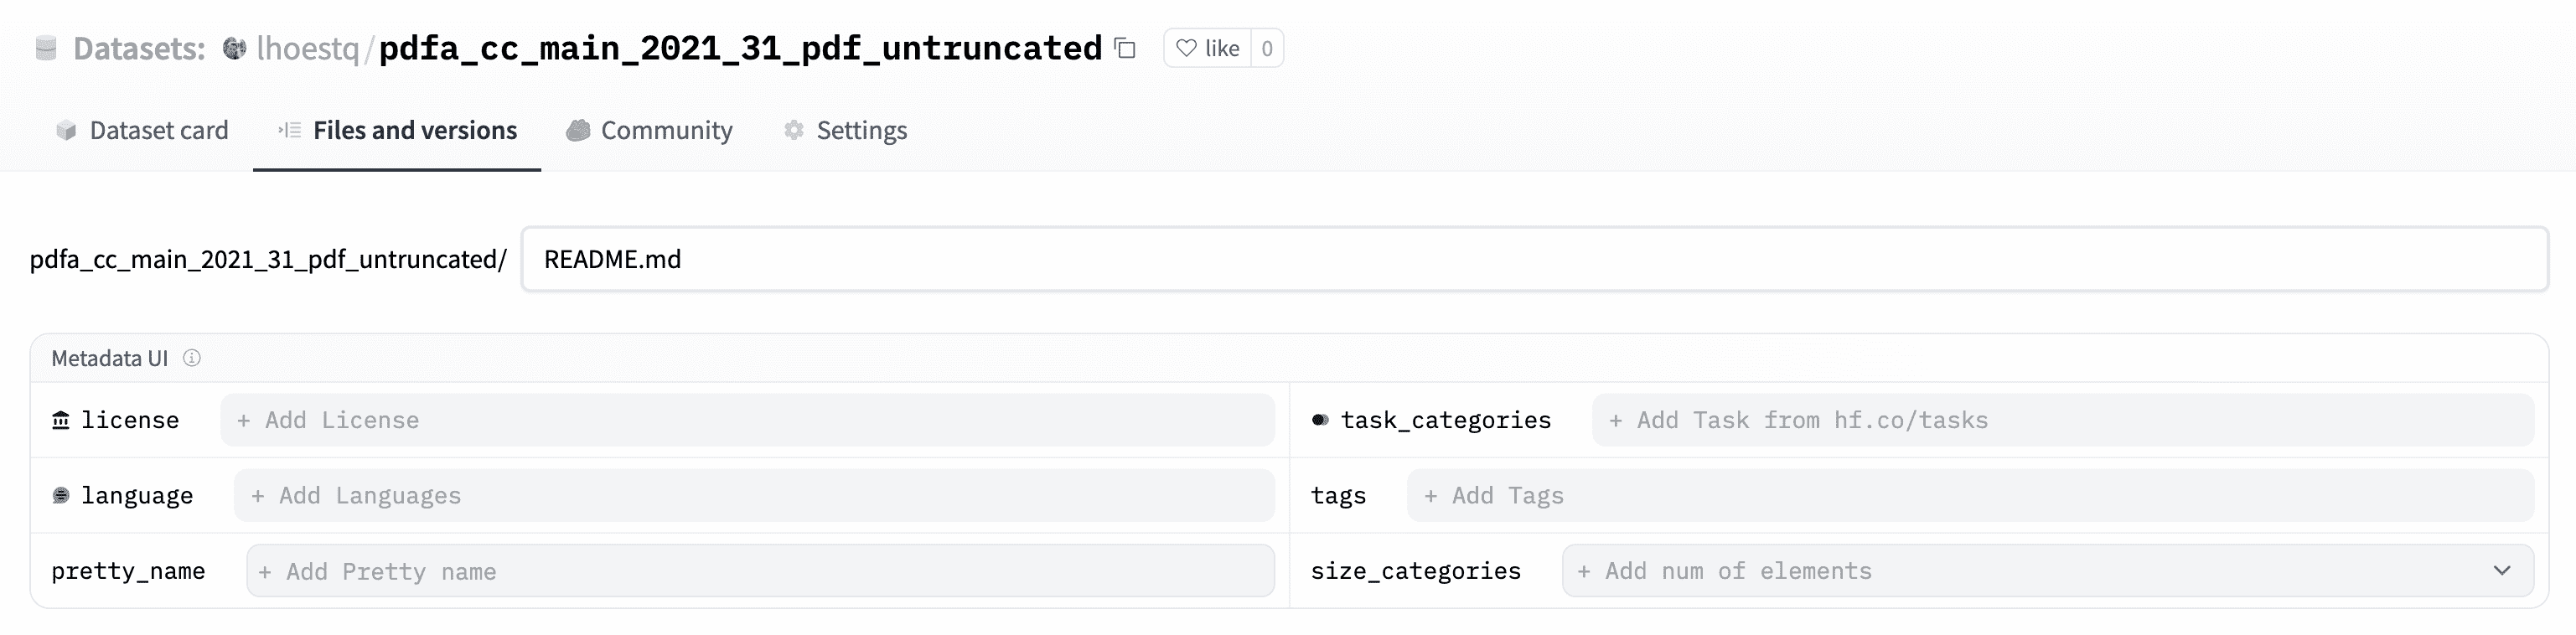 Datasets: lhoestq/pdfa_cc_main_2021_31_pdf_untruncated like 0
Dataset card Files and versions Community Settings
pdfa_cc_main_2021_31_pdf_untruncated/ README.md
Metadata UI
license + Add License task_categories + Add Task from hf.co/tasks
language + Add Languages tags + Add Tags
pretty_name + Add Pretty name size_categories + Add num of elements